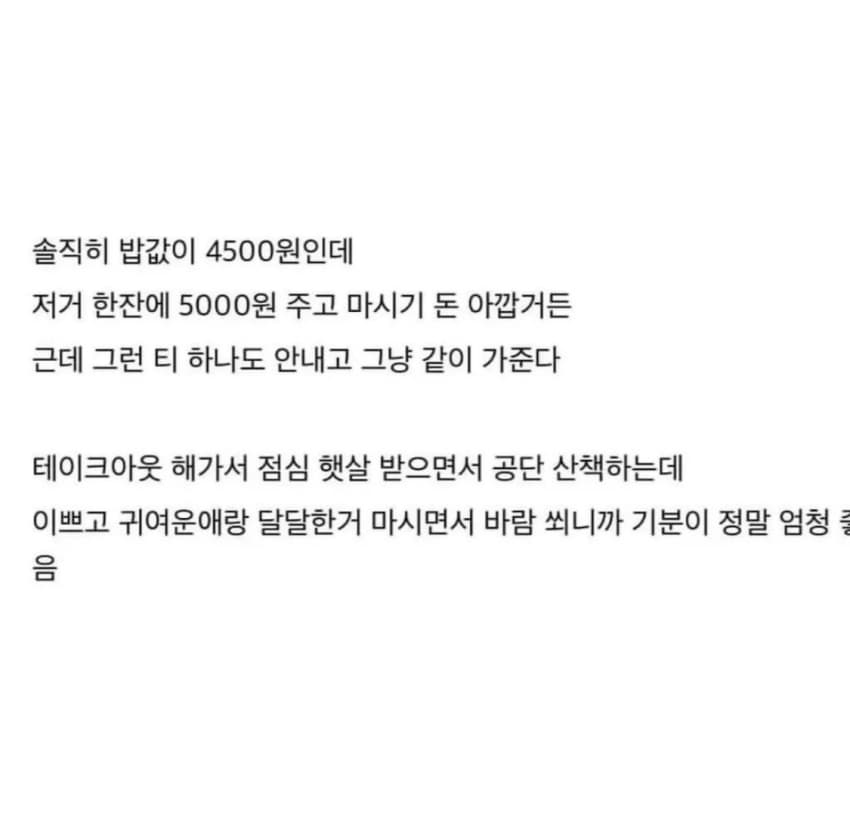 솔직히 밥값이 4500원인데
저거 한잔에 5000원 주고 마시기 돈 아깝거든
근데 그런 티 하나도 안내고 그냥 같이 가준다
테이크아웃 해가서 점심 햇살 받으면서 공단 산책하는데
이쁘고 귀여운애랑 달달한거 마시면서 바람 쐬니까 기분이 정말 엄청 좋
음